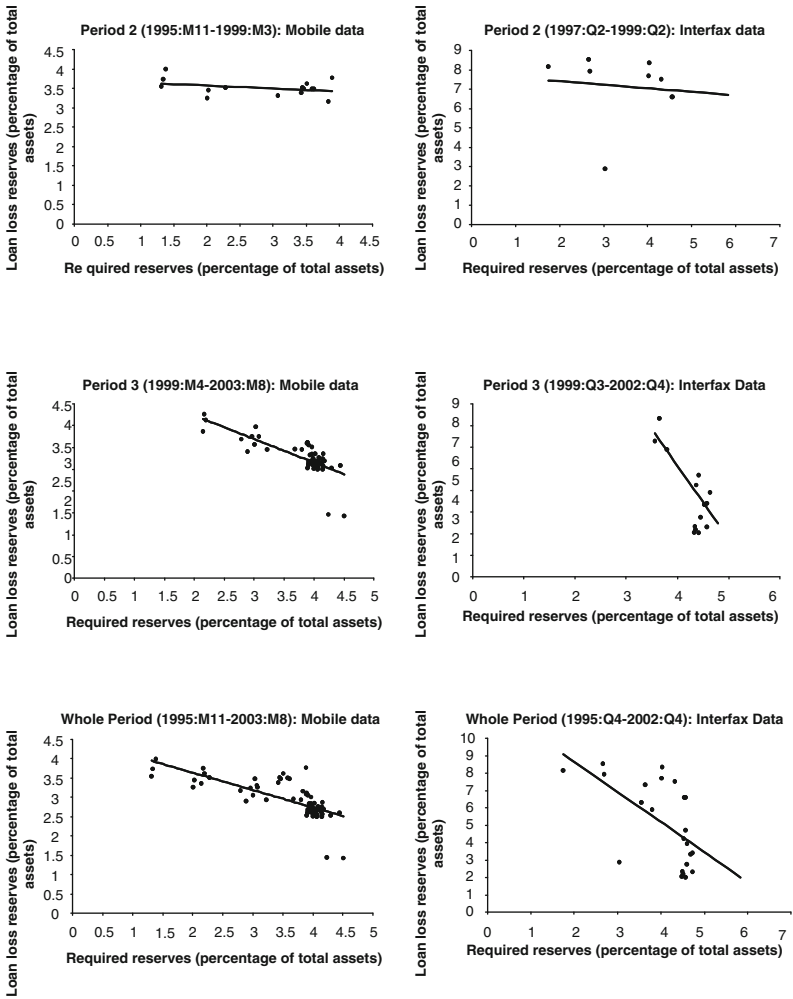 Period 2 (1995:M11-1999:M3): Mobile data
Loan loss reserves (percentage of total
assets)
4.5
4
3.5
3
2.5
2
1.5
1
0.5
0
0 0.5 1 1.5 2 2.5 3 3.5 4 4.5
Re quired reserves (percentage of total assets)
Period 2 (1997:Q2-1999:Q2): Interfax data
Loan loss reserves (percentage of total
assets)
9
8
7
6
5
4
3
2
1
0
0 1 2 3 4 5 6 7
Required reserves (percentage of total assets)
Period 3 (1999:M4-2003:M8): Mobile data
Loan loss reserves (percentage of total
assets)
4.5
4
3.5
3
2.5
2
1.5
1
0.5
0
0 0.5 1 1.5 2 2.5 3 3.5 4 4.5 5
Required reserves (percentage of total assets)
Period 3 (1999:Q3-2002:Q4): Interfax Data
Loan loss reserves (percentage of total
assets)
9
8
7
6
5
4
3
2
1
0
0 1 2 3 4 5 6
Required reserves (percentage of total assets)
Whole Period (1995:M11-2003:M8): Mobile data
Loan loss reserves (percentage of total
assets)
4.5
4
3.5
3
2.5
2
1.5
1
0.5
0
0 0.5 1 1.5 2 2.5 3 3.5 4 4.5 5
Required reserves (percentage of total assets)
Whole Period (1995:Q4-2002:Q4): Interfax Data
Loan loss reserves (percentage of total
assets)
10
9
8
7
6
5
4
3
2
1
0
0 1 2 3 4 5 6 7
Required reserves (percentage of total assets)